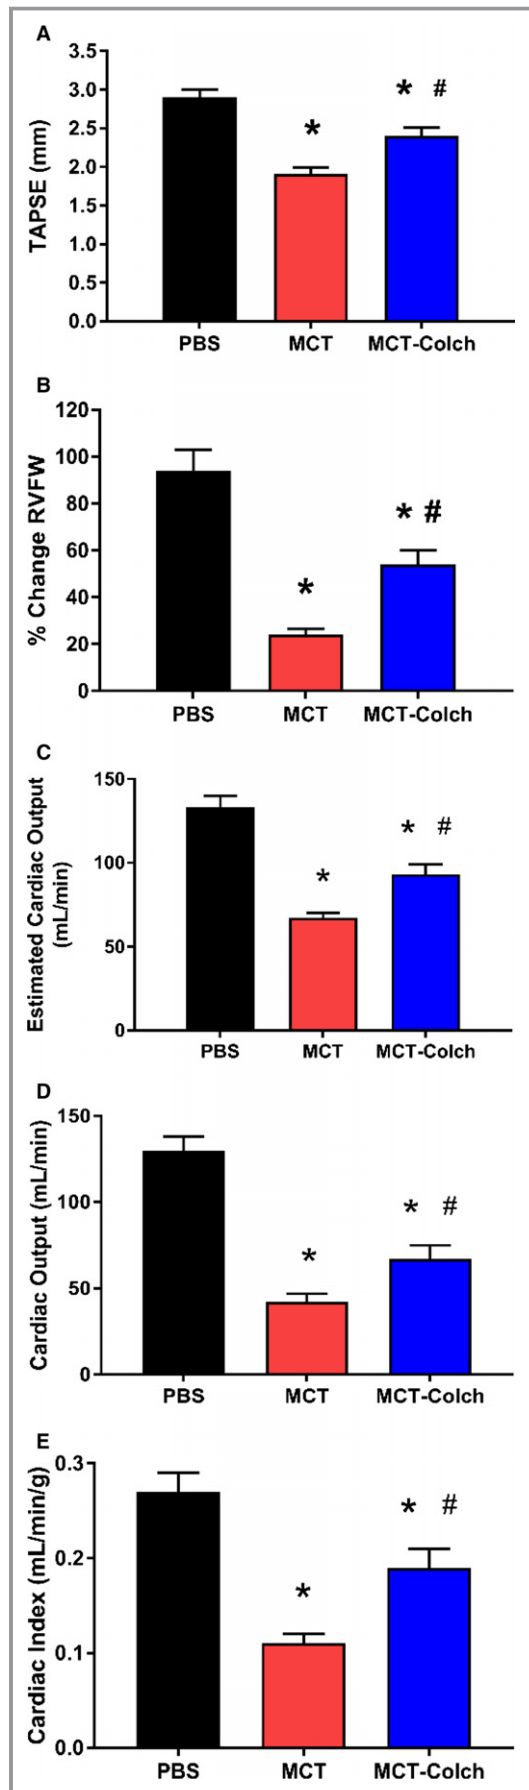 A
TAPSE (mm)
3.5
3.0
2.5
2.0
1.5
1.0
0.5
0.0
*
* #
PBS MCT MCT-Colch
B
% Change RVFW
120
100
80
60
40
20
0
*
* #
PBS MCT MCT-Colch
C
Estimated Cardiac Output
(mL/min)
150
100
50
0
*
* #
PBS MCT MCT-Colch
D
Cardiac Output (mL/min)
150
100
50
0
*
* #
PBS MCT MCT-Colch
E
Cardiac Index (mL/min/g)
0.3
0.2
0.1
0.0
*
* #
PBS MCT MCT-Colch